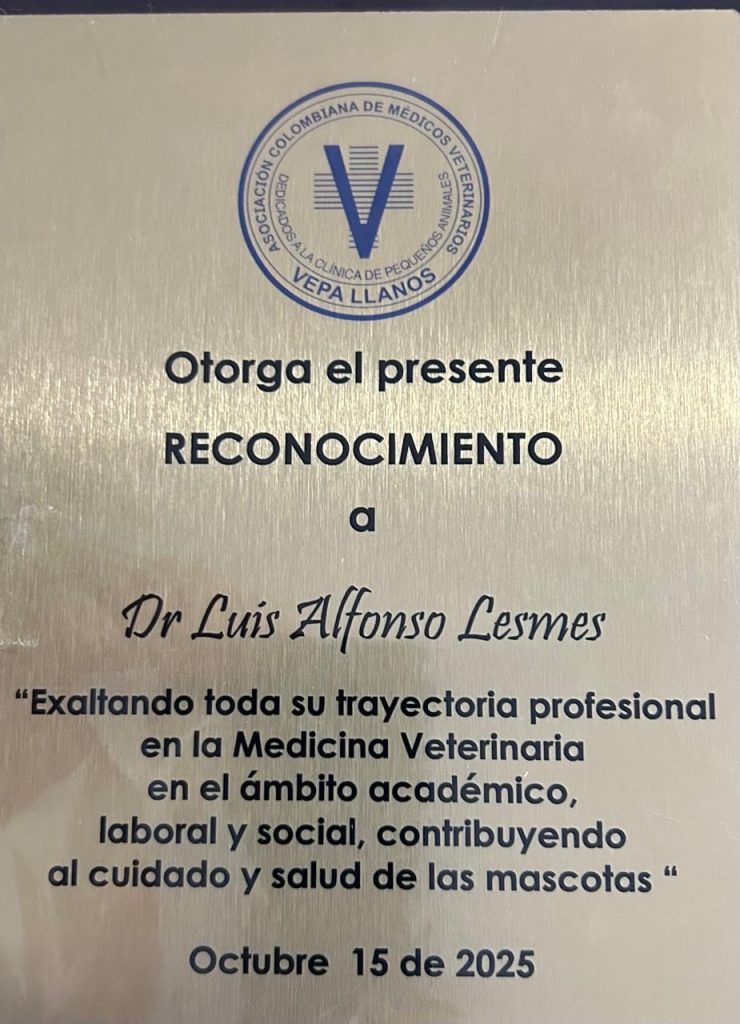 ASOCIACIÓN COLOMBIANA DE MÉDICOS VETERINARIOS
DEDICADOS A LA CLÍNICA DE PEQUEÑOS ANIMALES
V
VEPA LLANOS
Otorga el presente
RECONOCIMIENTO
a
Dr Luis Alfonso Lesmes
“Exaltando toda su trayectoria profesional
en la Medicina Veterinaria
en el ámbito académico,
laboral y social, contribuyendo
al cuidado y salud de las mascotas “
Octubre 15 de 2025